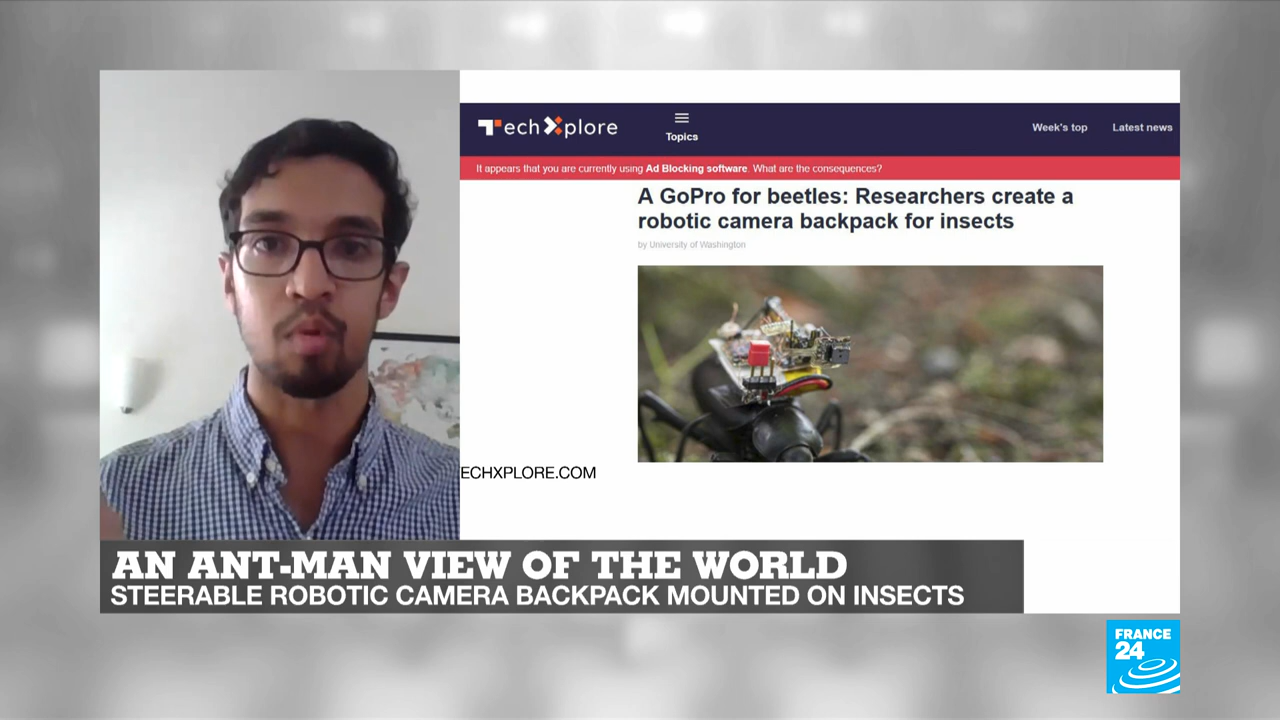 TechXplore
Topics
Week's top
Latest news
It appears that you are currently using Ad Blocking software. What are the consequences?
A GoPro for beetles: Researchers create a
robotic camera backpack for insects
by University of Washington
ECHXPLORE.COM
AN ANT-MAN VIEW OF THE WORLD
STEERABLE ROBOTIC CAMERA BACKPACK MOUNTED ON INSECTS
FRANCE
24